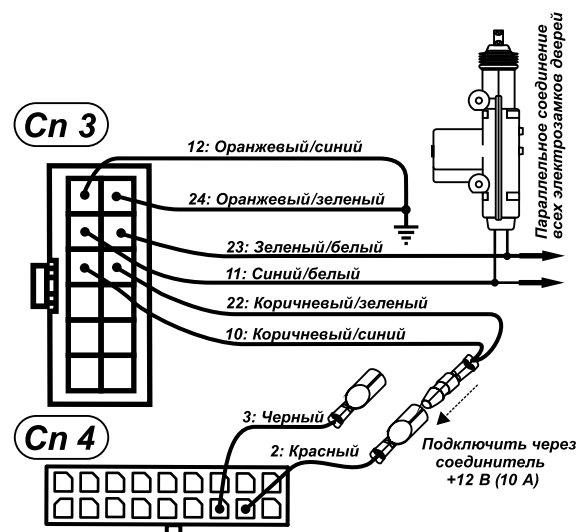 Сп 3
12: Оранжевый/синий
24: Оранжевый/зеленый
23: Зеленый/белый
11: Синий/белый
22: Коричневый/зеленый
10: Коричневый/синий
Параллельное соединение
всех электрозамков дверей
3: Черный
Сп 4
2: Красный
Подключить через
соединитель
+12 В (10 А)